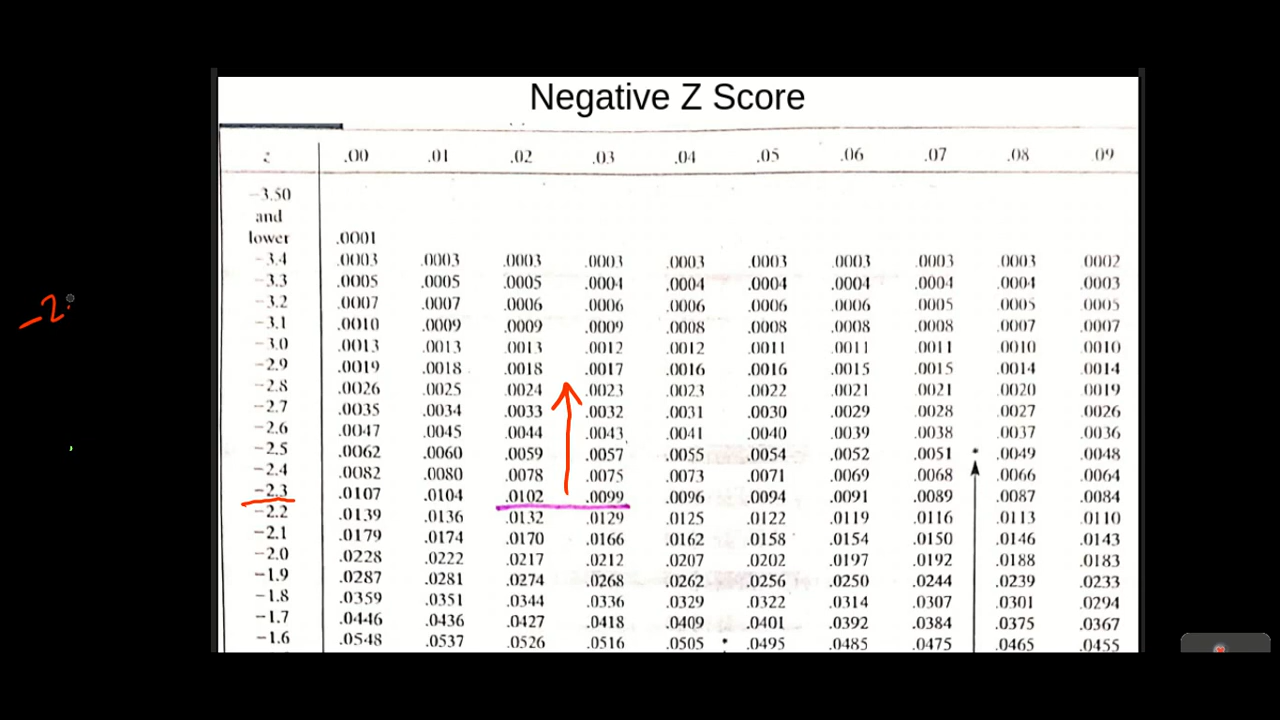 Negative Z Score
z .00 .01 .02 .03 .04 .05 .06 .07 .08 .09
−3.50
and
lower .0001
−3.4 .0003 .0003 .0003 .0003 .0003 .0003 .0003 .0003 .0003 .0002
−3.3 .0005 .0005 .0005 .0004 .0004 .0004 .0004 .0004 .0004 .0003
−3.2 .0007 .0007 .0006 .0006 .0006 .0006 .0006 .0005 .0005 .0005
−3.1 .0010 .0009 .0009 .0009 .0008 .0008 .0008 .0008 .0007 .0007
−3.0 .0013 .0013 .0013 .0012 .0012 .0011 .0011 .0011 .0010 .0010
−2.9 .0019 .0018 .0018 .0017 .0016 .0016 .0015 .0015 .0014 .0014
−2.8 .0026 .0025 .0024 .0023 .0023 .0022 .0021 .0021 .0020 .0019
−2.7 .0035 .0034 .0033 .0032 .0031 .0030 .0029 .0028 .0027 .0026
−2.6 .0047 .0045 .0044 .0043 .0041 .0040 .0039 .0038 .0037 .0036
−2.5 .0062 .0060 .0059 .0057 .0055 .0054 .0052 .0051 * .0049 .0048
−2.4 .0082 .0080 .0078 .0075 .0073 .0071 .0069 .0068 .0066 .0064
−2.3 .0107 .0104 .0102 .0099 .0096 .0094 .0091 .0089 .0087 .0084
−2.2 .0139 .0136 .0132 .0129 .0125 .0122 .0119 .0116 .0113 .0110
−2.1 .0179 .0174 .0170 .0166 .0162 .0158 .0154 .0150 .0146 .0143
−2.0 .0228 .0222 .0217 .0212 .0207 .0202 .0197 .0192 .0188 .0183
−1.9 .0287 .0281 .0274 .0268 .0262 .0256 .0250 .0244 .0239 .0233
−1.8 .0359 .0351 .0344 .0336 .0329 .0322 .0314 .0307 .0301 .0294
−1.7 .0446 .0436 .0427 .0418 .0409 .0401 .0392 .0384 .0375 .0367
−1.6 .0548 .0537 .0526 .0516 .0505 * .0495 .0485 .0475 .0465 .0455
−2.